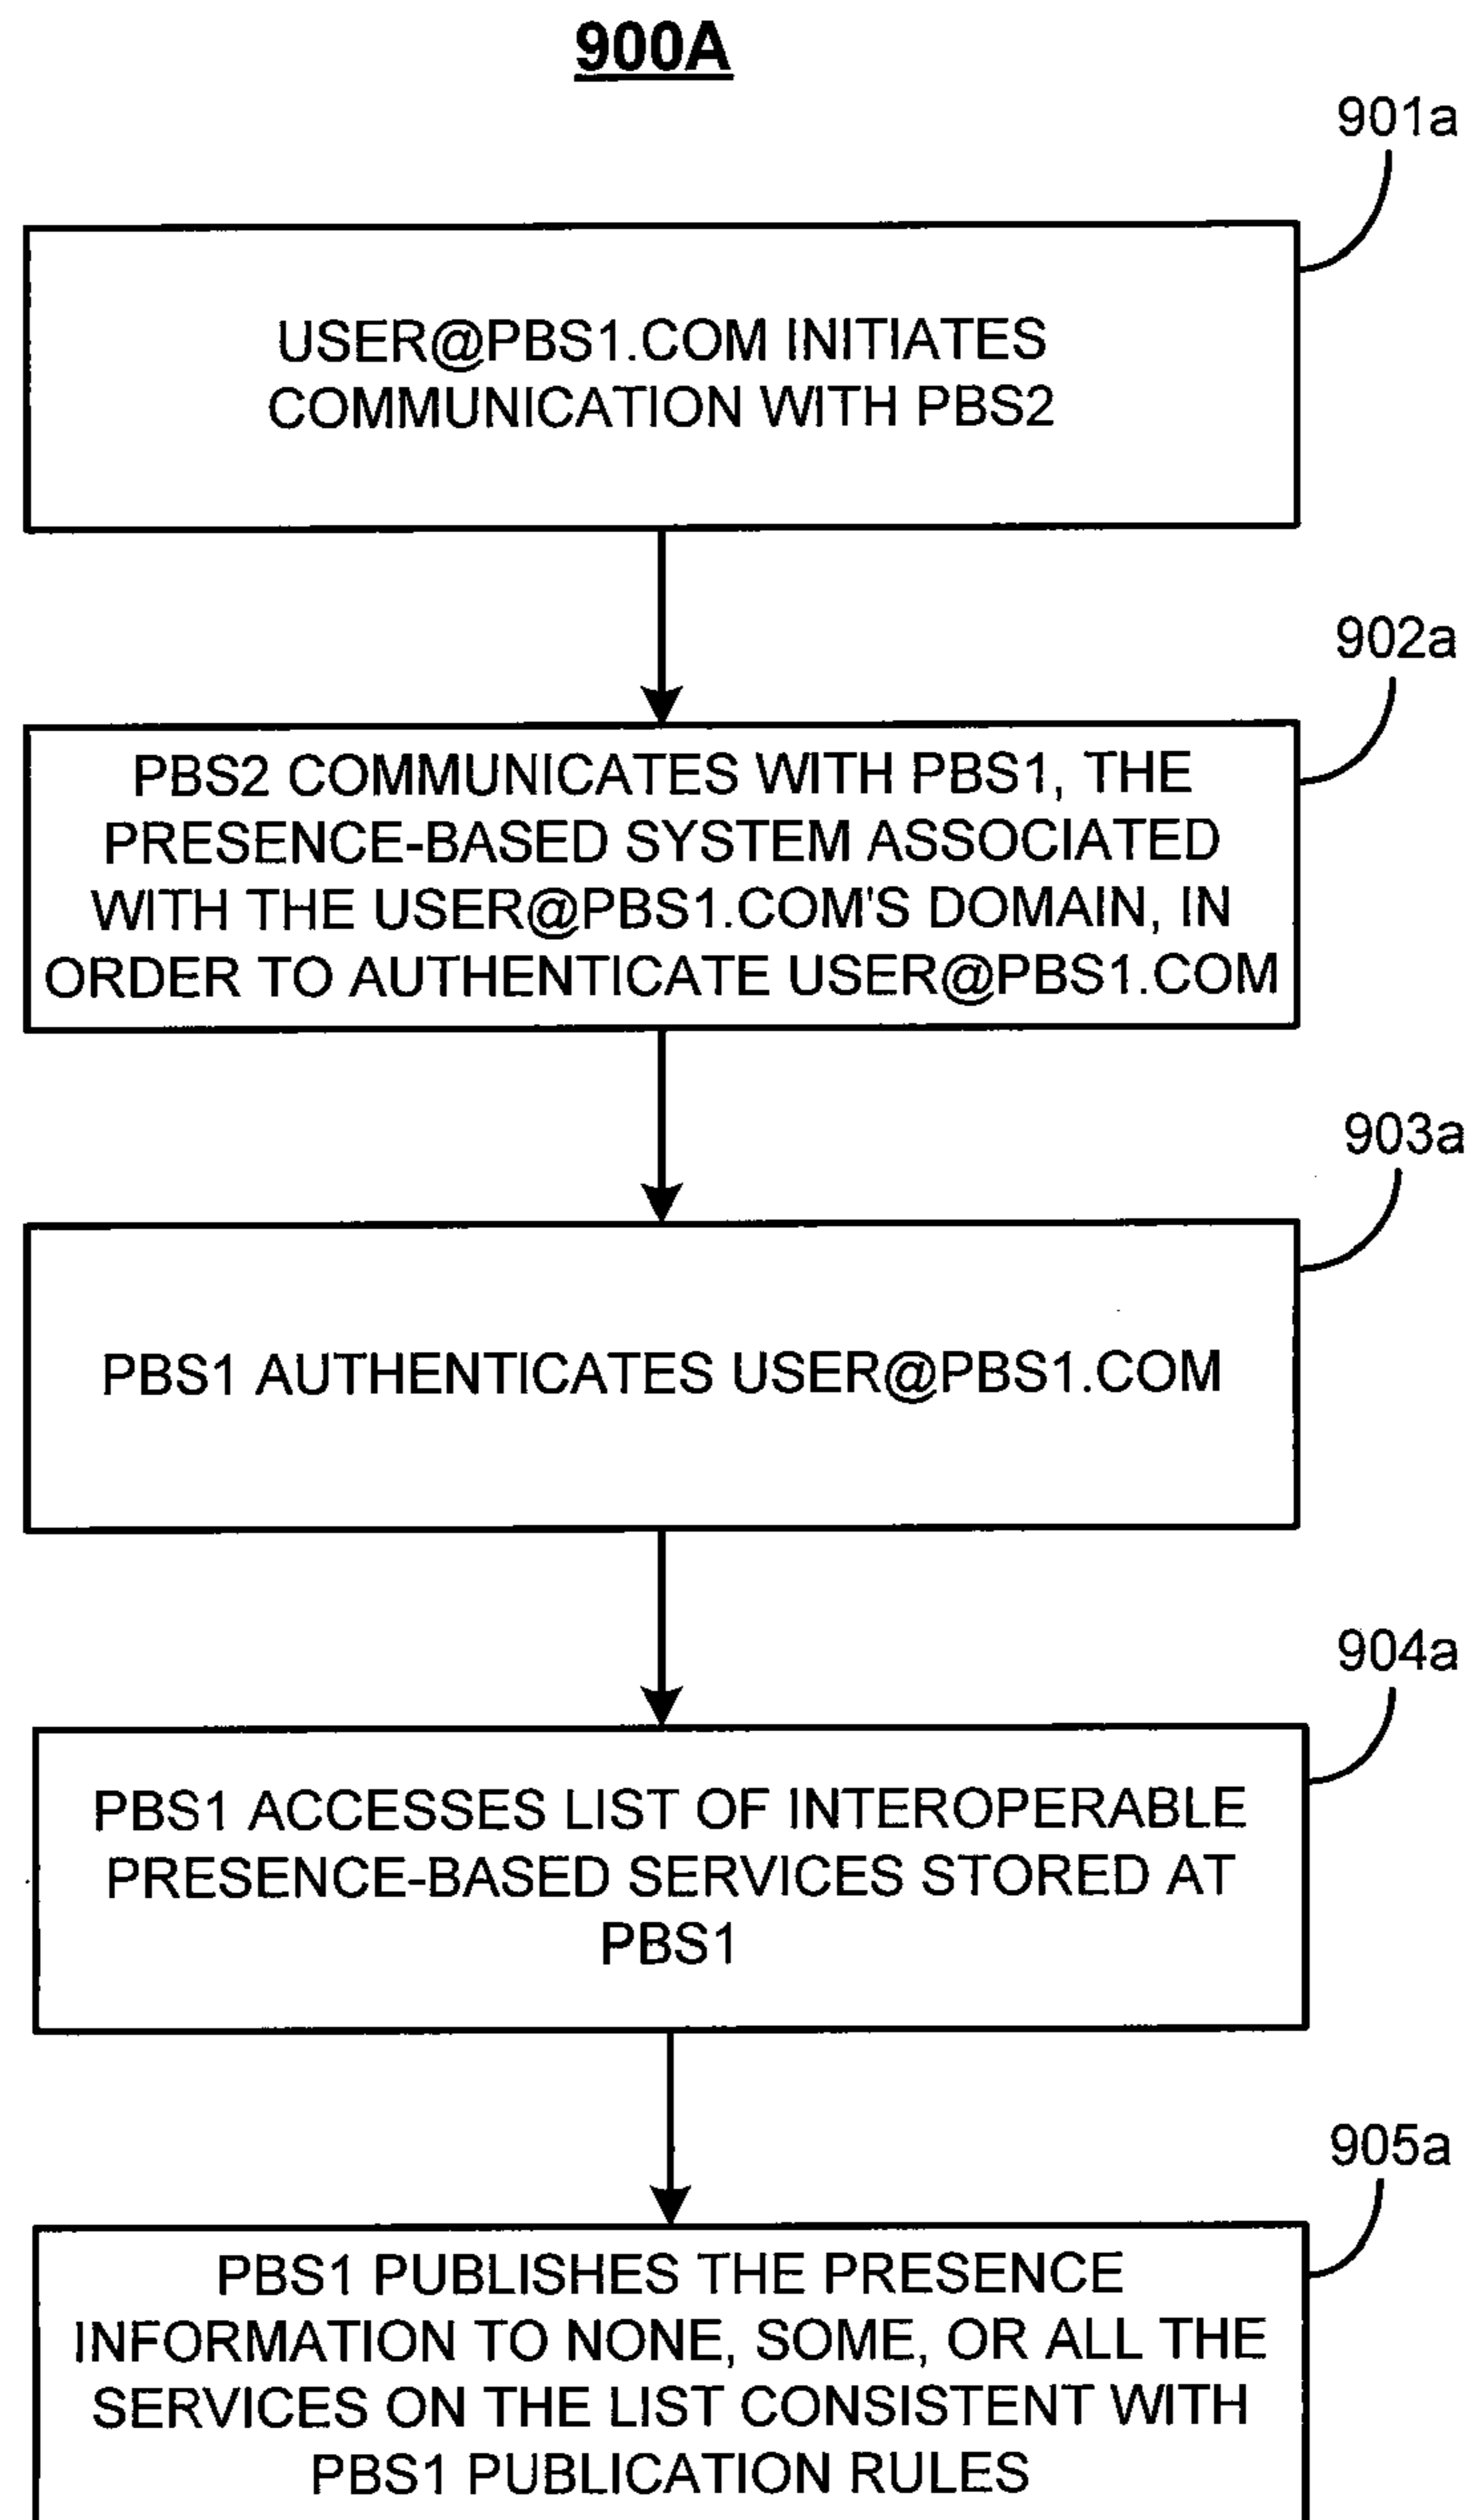 900A
901a
USER@PBS1.COM INITIATES
COMMUNICATION WITH PBS2
902a
PBS2 COMMUNICATES WITH PBS1, THE
PRESENCE-BASED SYSTEM ASSOCIATED
WITH THE USER@PBS1.COM'S DOMAIN, IN
ORDER TO AUTHENTICATE USER@PBS1.COM
903a
PBS1 AUTHENTICATES USER@PBS1.COM
904a
PBS1 ACCESSES LIST OF INTEROPERABLE
PRESENCE-BASED SERVICES STORED AT
PBS1
905a
PBS1 PUBLISHES THE PRESENCE
INFORMATION TO NONE, SOME, OR ALL THE
SERVICES ON THE LIST CONSISTENT WITH
PBS1 PUBLICATION RULES